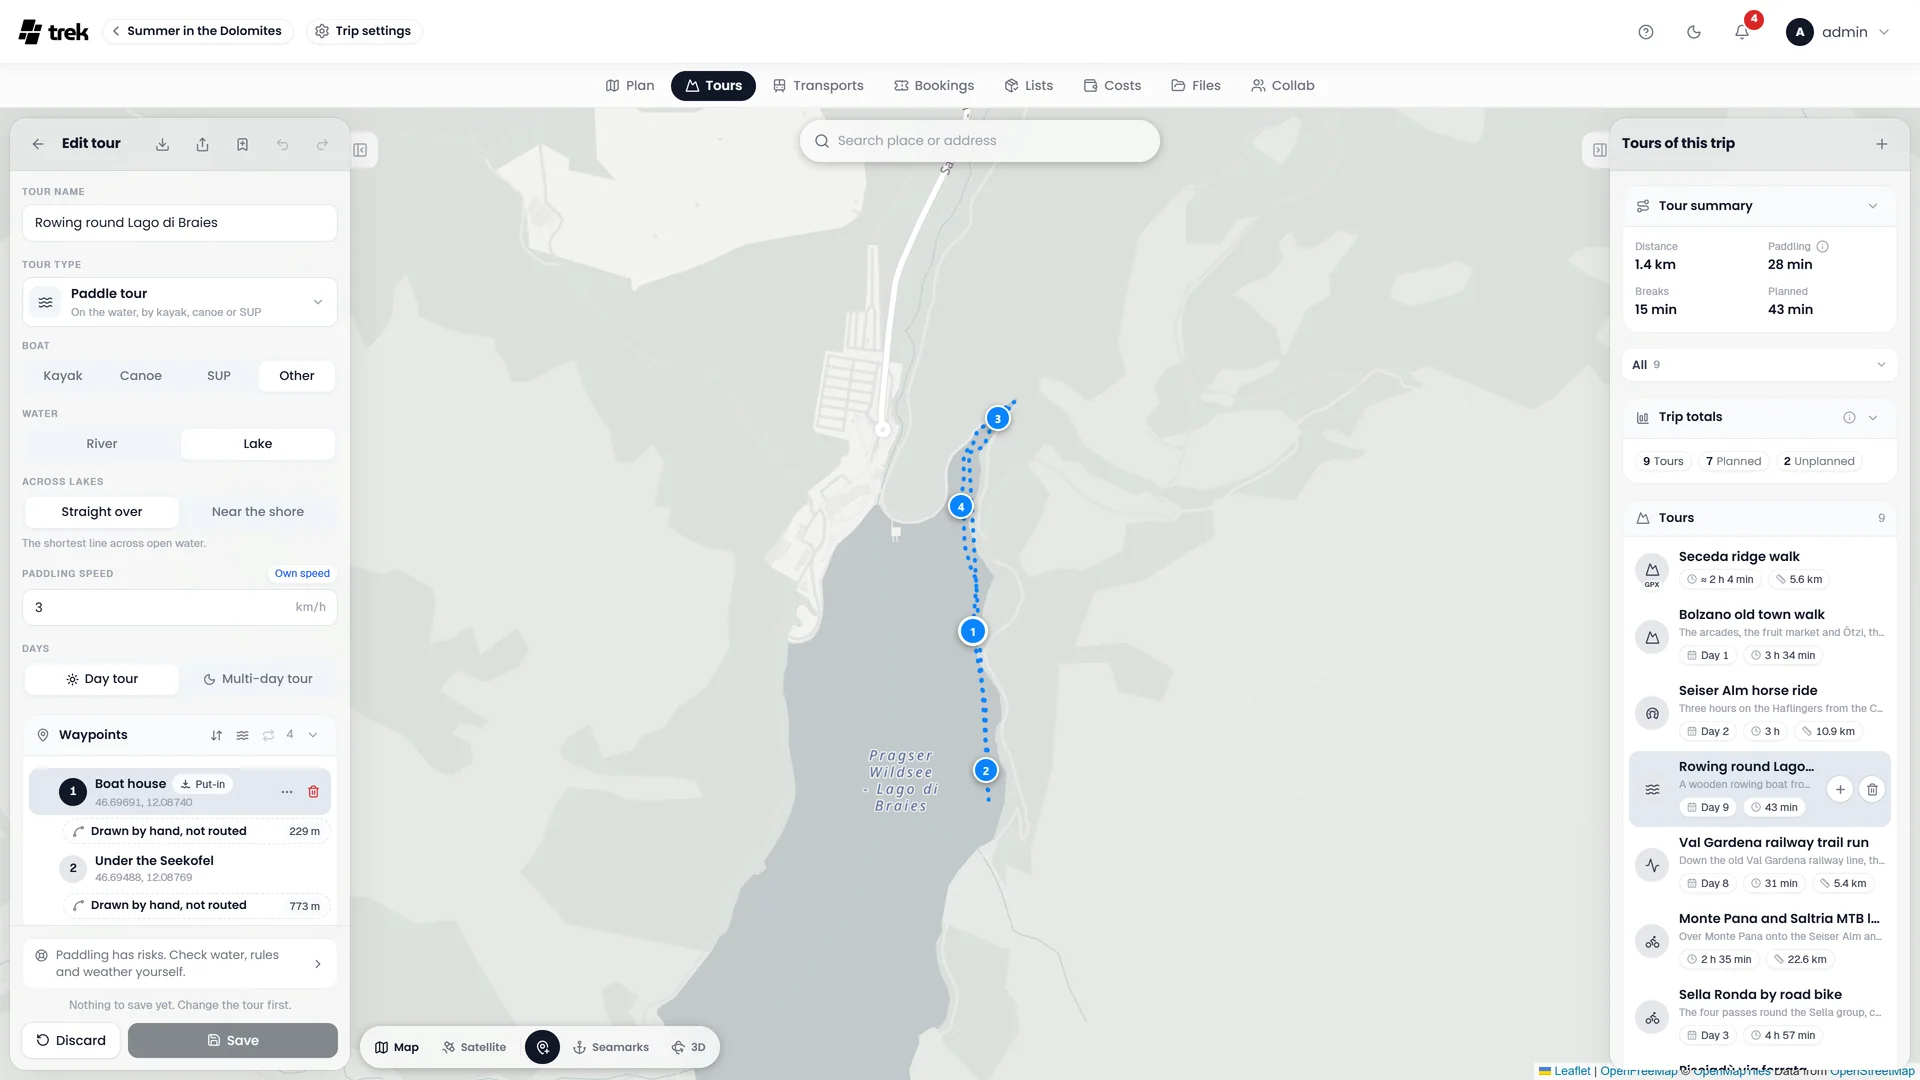 trek
Summer in the Dolomites
Trip settings
4
A
admin
Plan
Tours
Transports
Bookings
Lists
Costs
Files
Collab
Edit tour
TOUR NAME
Rowing round Lago di Braies
TOUR TYPE
Paddle tour
On the water, by kayak, canoe or SUP
BOAT
Kayak
Canoe
SUP
Other
WATER
River
Lake
ACROSS LAKES
Straight over
Near the shore
The shortest line across open water.
PADDLING SPEED
Own speed
3
km/h
DAYS
Day tour
Multi-day tour
Waypoints
4
1
Boat house
Put-in
46.69691, 12.08740
Drawn by hand, not routed
229 m
2
Under the Seekofel
46.69488, 12.08769
Drawn by hand, not routed
773 m
Paddling has risks. Check water, rules
and weather yourself.
Nothing to save yet. Change the tour first.
Discard
Save
Search place or address
Sa
3
4
1
2
Pragser
Wildsee
- Lago di
Braies
Map
Satellite
Seamarks
3D
Tours of this trip
Tour summary
Distance
Paddling
1.4 km
28 min
Breaks
Planned
15 min
43 min
All 9
Trip totals
9 Tours
7 Planned
2 Unplanned
Tours
9
Seceda ridge walk
GPX
≈ 2 h 4 min
5.6 km
Bolzano old town walk
The arcades, the fruit market and Ötzi, th...
Day 1
3 h 34 min
Seiser Alm horse ride
Three hours on the Haflingers from the C...
Day 2
3 h
10.9 km
Rowing round Lago...
A wooden rowing boat fro...
Day 9
43 min
Val Gardena railway trail run
Down the old Val Gardena railway line, th...
Day 8
31 min
5.4 km
Monte Pana and Saltria MTB l...
Over Monte Pana onto the Seiser Alm an...
2 h 35 min
22.6 km
Sella Ronda by road bike
The four passes round the Sella group, c...
Day 3
4 h 57 min
Leaflet | OpenFreeMap © OpenMapTiles Data from OpenStreetMap